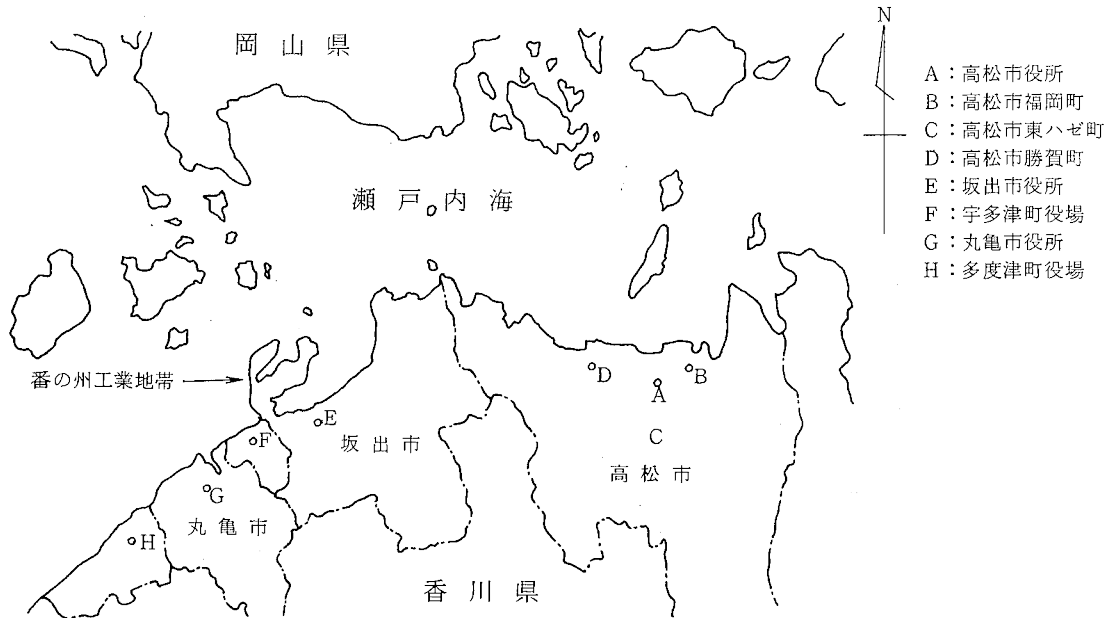 岡山県
N
A：高松市役所
B：高松市福岡町
C：高松市東ハゼ町
D：高松市勝賀町
E：坂出市役所
F：宇多津町役場
G：丸亀市役所
H：多度津町役場
瀬戸内海
番の州工業地帯
D
B
A
E
F
坂出市
C
高松市
G
丸亀市
H
香川県